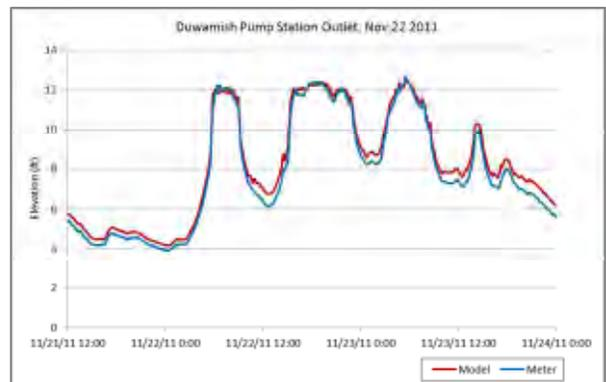 Duwamish Pump Station Outlet, Nov 22 2011
14
12
10
8
6
4
2
0
Elevation (ft)
11/21/11 12:00 11/22/11 0:00 11/22/11 12:00 11/23/11 0:00 11/23/11 12:00 11/24/11 0:00
Model Meter